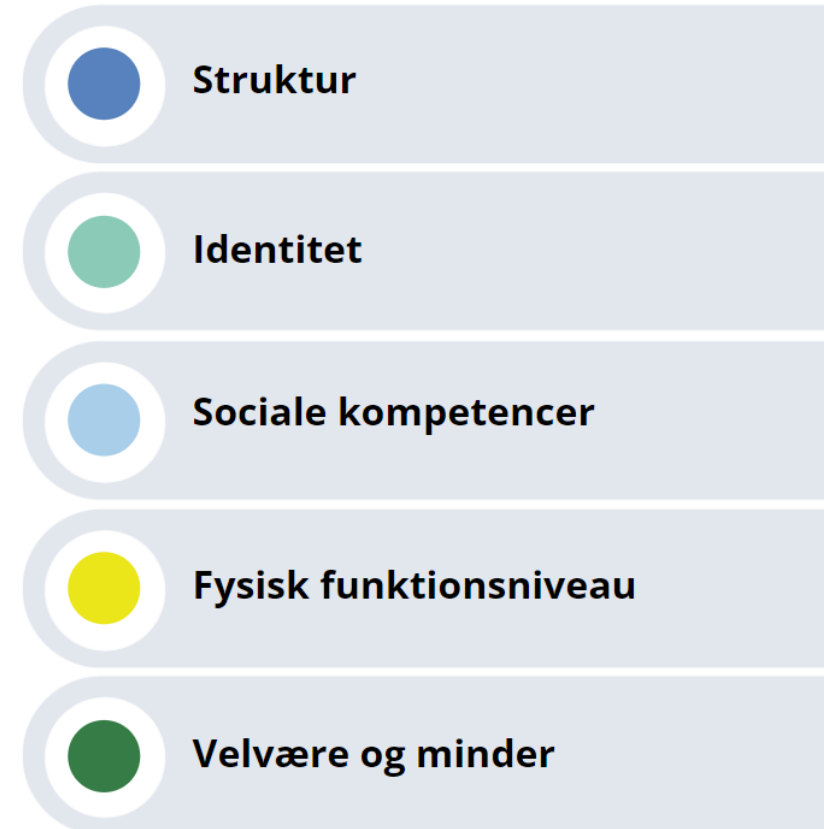 Struktur
Identitet
Sociale kompetencer
Fysisk funktionsniveau
Velvære og minder